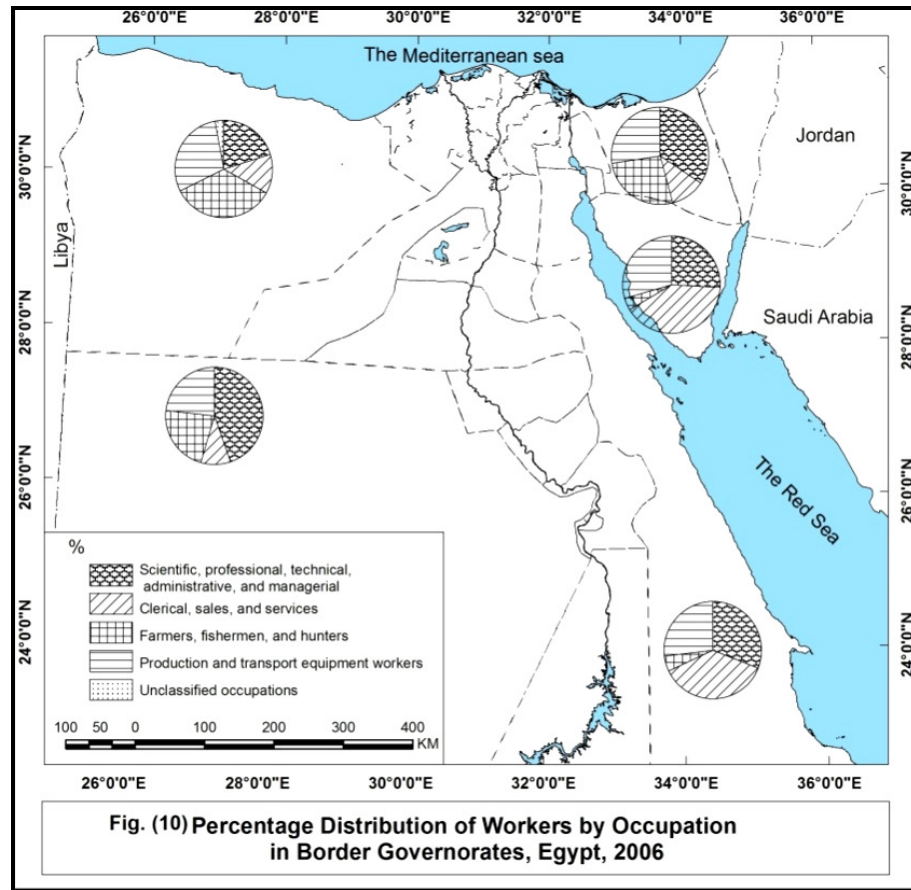 26°0'0"E 28°0'0"E 30°0'0"E 32°0'0"E 34°0'0"E 36°0'0"E
The Mediterranean sea
Jordan
30°0'0"N
30°0'0"N
Libya
Saudi Arabia
28°0'0"N
28°0'0"N
26°0'0"N
26°0'0"N
The Red Sea
%
Scientific, professional, technical,
administrative, and managerial
Clerical, sales, and services
Farmers, fishermen, and hunters
Production and transport equipment workers
Unclassified occupations
24°0'0"N
24°0'0"N
100 50 0 100 200 300 400
KM
26°0'0"E 28°0'0"E 30°0'0"E 32°0'0"E 34°0'0"E 36°0'0"E
Fig. (10) Percentage Distribution of Workers by Occupation
in Border Governorates, Egypt, 2006